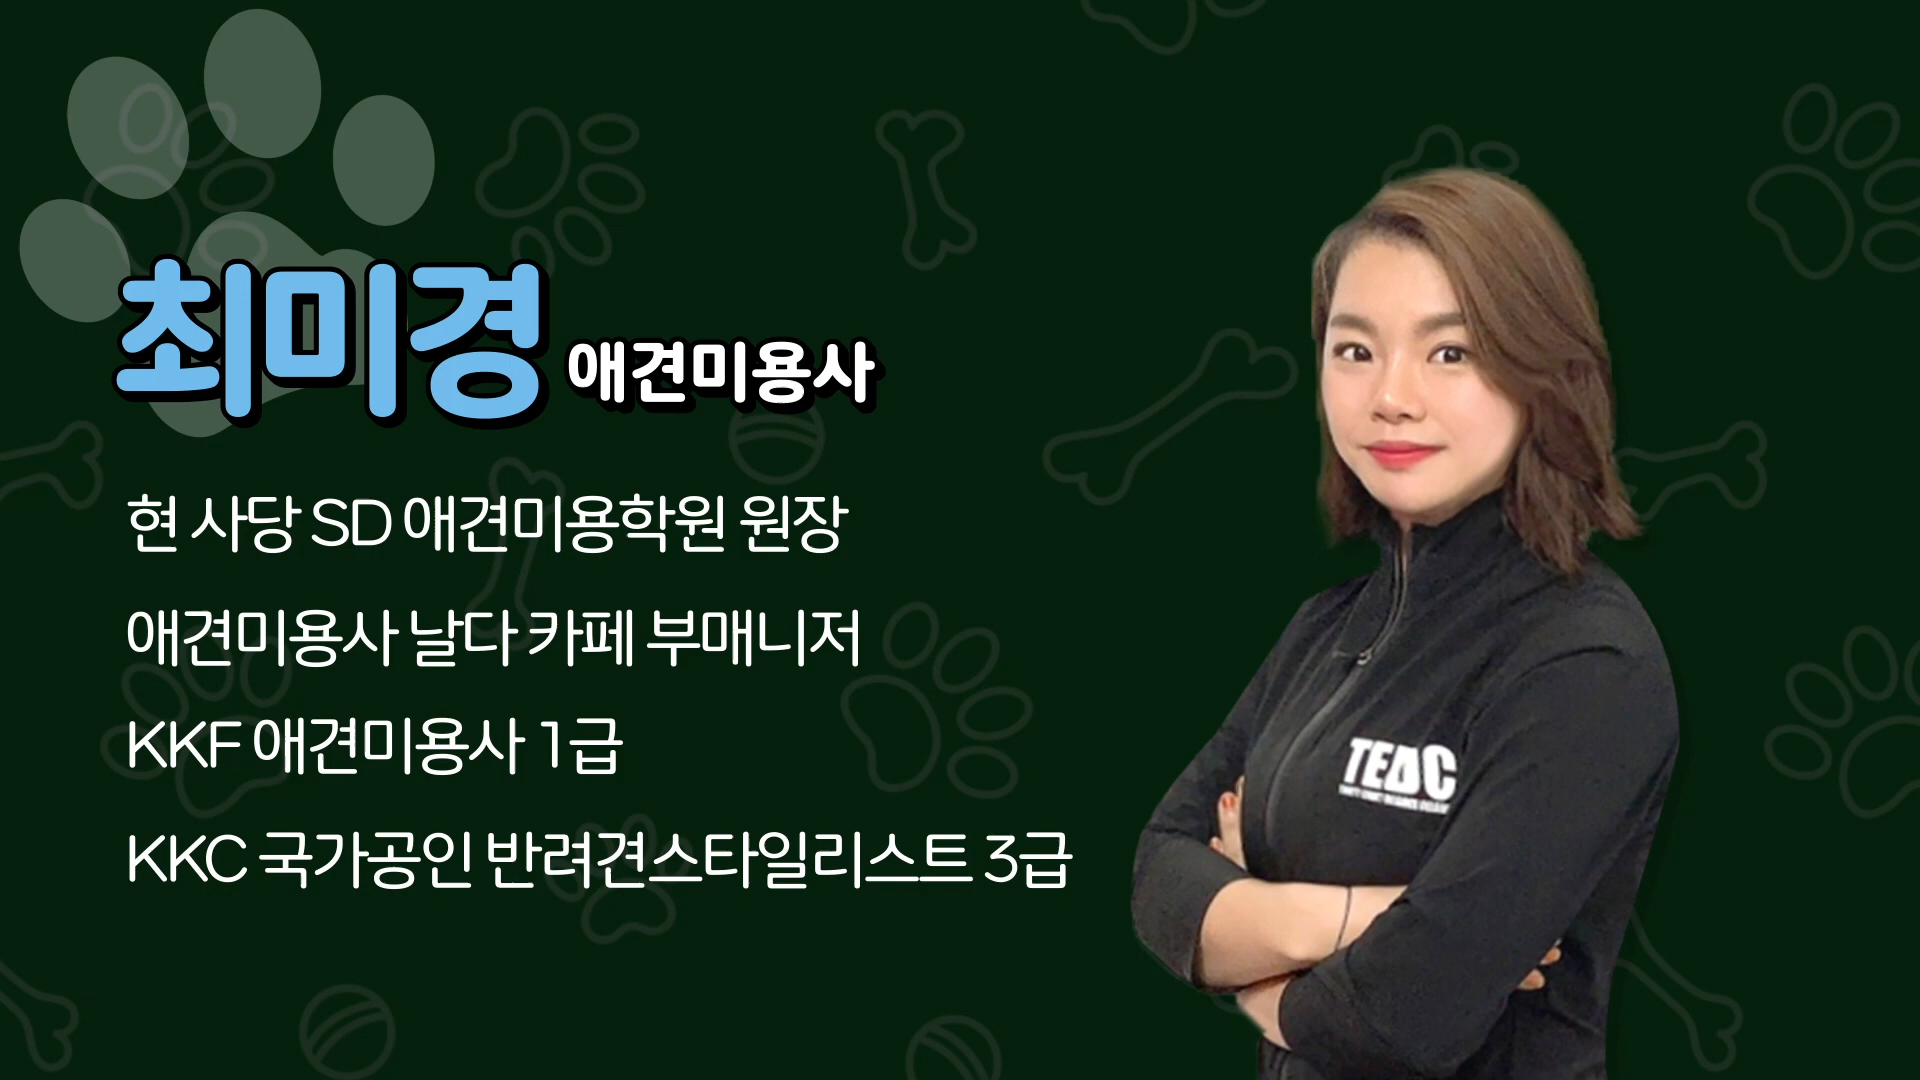 최미경 애견미용사
현 사당 SD 애견미용학원 원장
애견미용사 날다 카페 부매니저
KKF 애견미용사 1급
KKC 국가공인 반려견스타일리스트 3급
TEDC